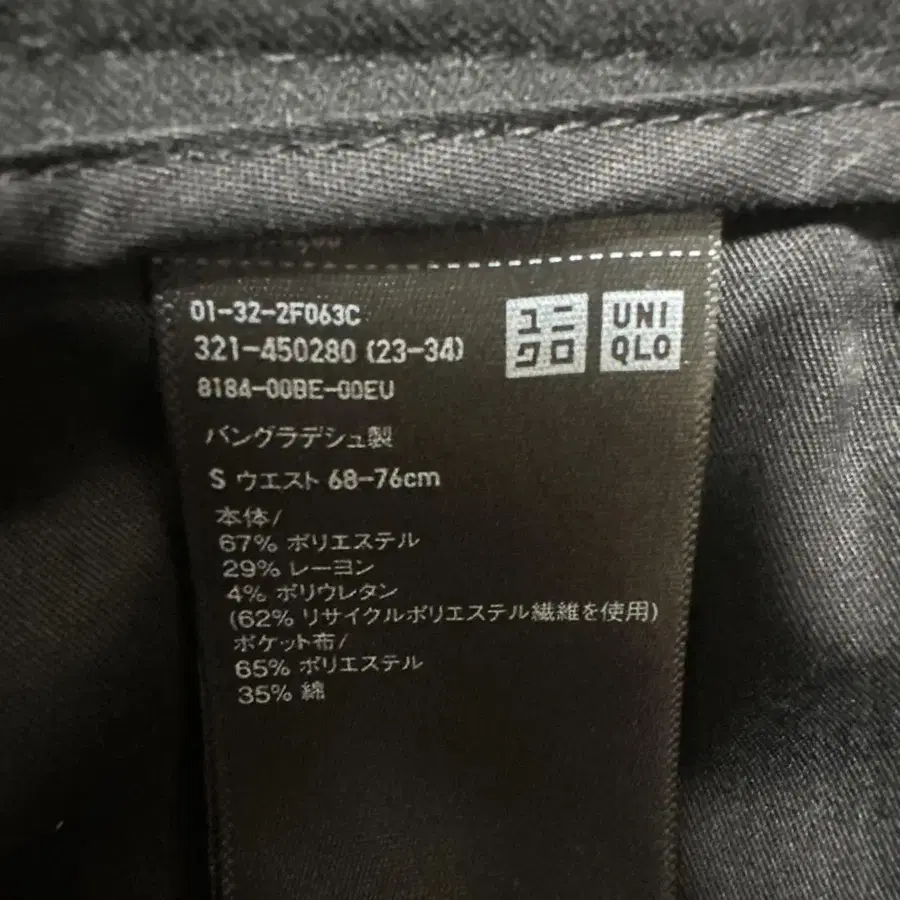 01-32-2F063C
321-450280 (23-34)
8184-00BE-00EU
ユニ
クロ
UNI
QLO
バングラデシュ製
S ウエスト 68-76cm
本体/
67% ポリエステル
29% レーヨン
4% ポリウレタン
(62% リサイクルポリエステル繊維を使用)
ポケット布/
65% ポリエステル
35% 綿